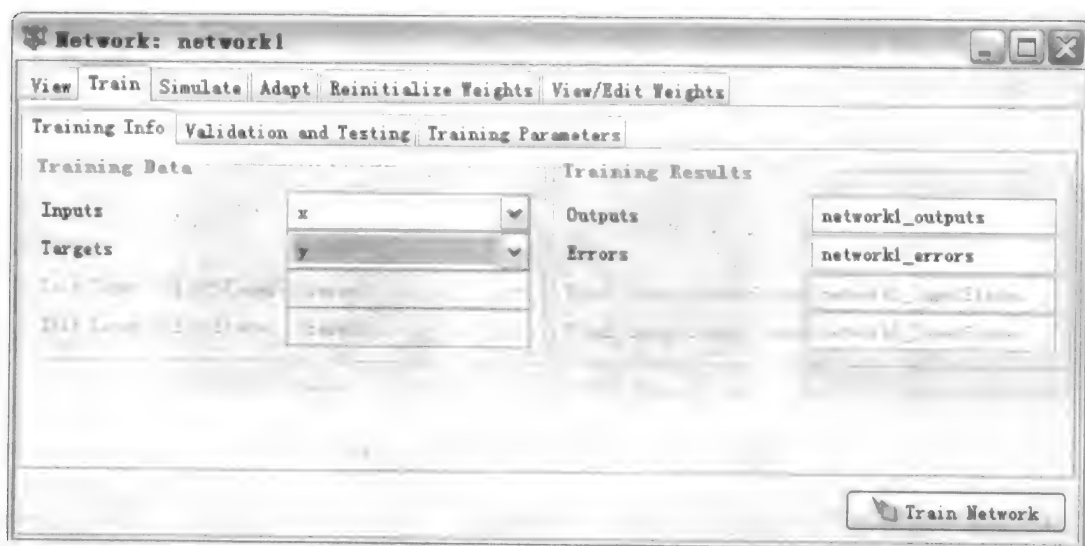 Network: network1
View Train Simulate Adapt Reinitialize Weights View/Edit Weights
Training Info Validation and Testing Training Parameters
Training Data
Training Results
Inputs x
Outputs network1_outputs
Targets y
Errors network1_errors
Train Network